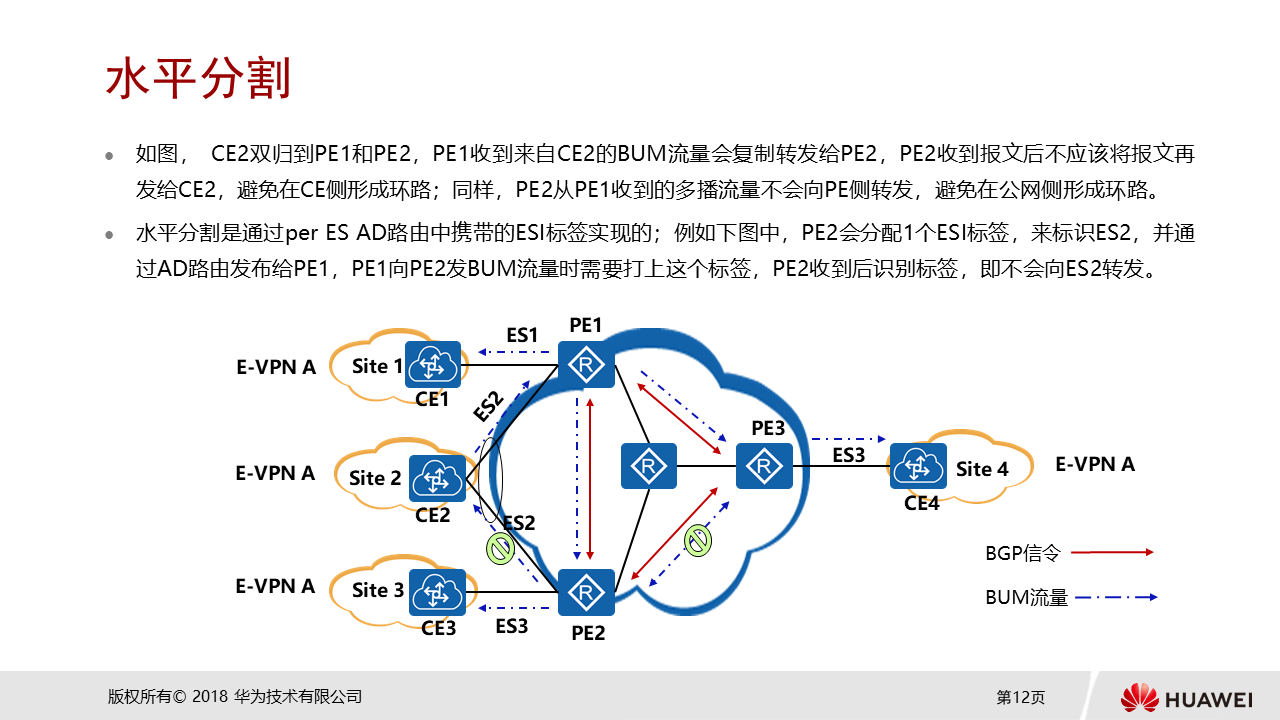 水平分割
如图， CE2双归到PE1和PE2，PE1收到来自CE2的BUM流量会复制转发给PE2，PE2收到报文后不应该将报文再
发给CE2，避免在CE侧形成环路；同样，PE2从PE1收到的多播流量不会向PE侧转发，避免在公网侧形成环路。
水平分割是通过per ES AD路由中携带的ESI标签实现的；例如下图中，PE2会分配1个ESI标签，来标识ES2，并通
过AD路由发布给PE1，PE1向PE2发BUM流量时需要打上这个标签，PE2收到后识别标签，即不会向ES2转发。
PE1
ES1
E-VPN A
Site 1
R
CE1
ES2
PE3
E-VPN A
Site 2
R
R
ES3
Site 4
E-VPN A
CE2
ES2
CE4
BGP信令
E-VPN A
Site 3
R
BUM流量
CE3
ES3
PE2
版权所有© 2018 华为技术有限公司
第12页
HUAWEI